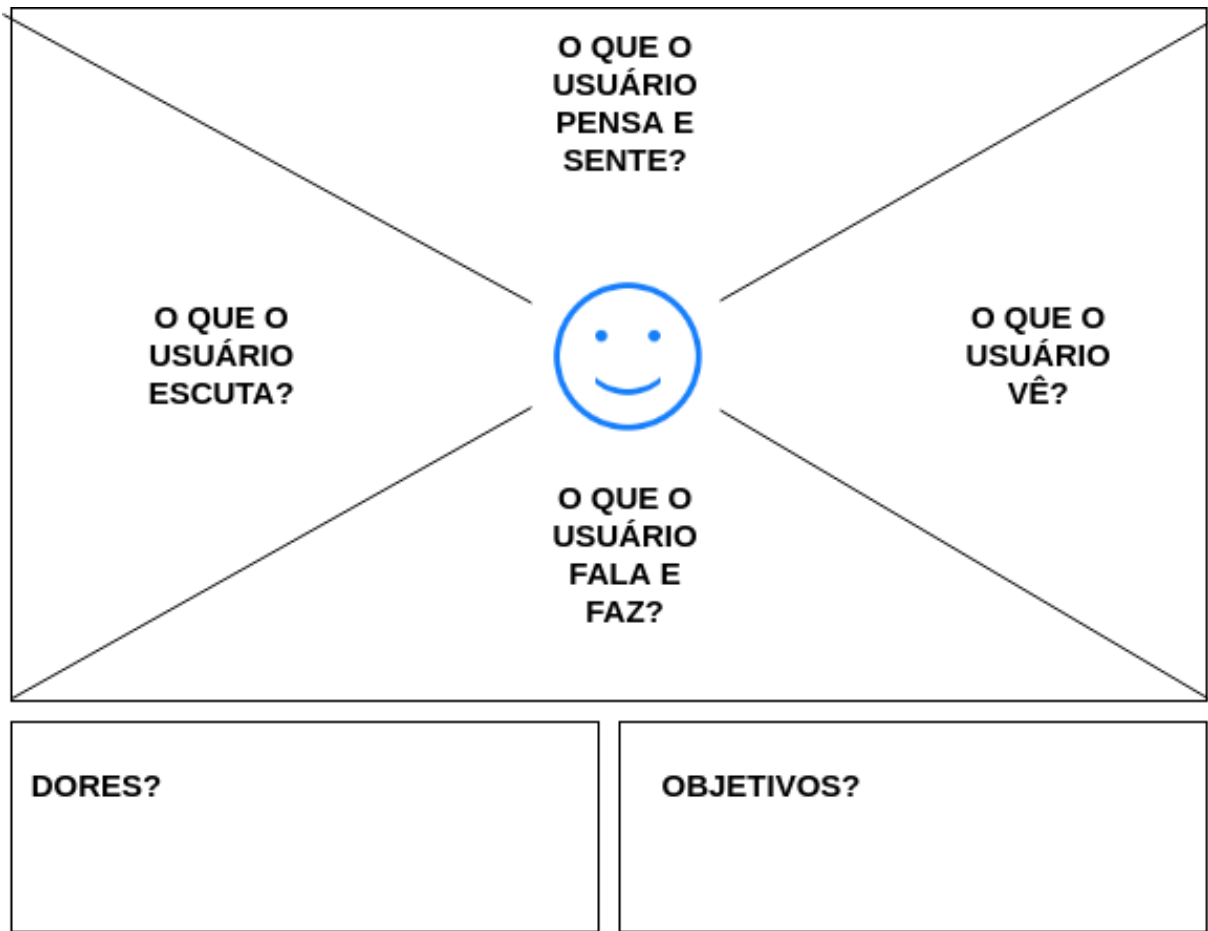 O QUE O
USUÁRIO
PENSA E
SENTE?
O QUE O
USUÁRIO
ESCUTA?
O QUE O
USUÁRIO
VÊ?
O QUE O
USUÁRIO
FALA E
FAZ?
DORES?
OBJETIVOS?